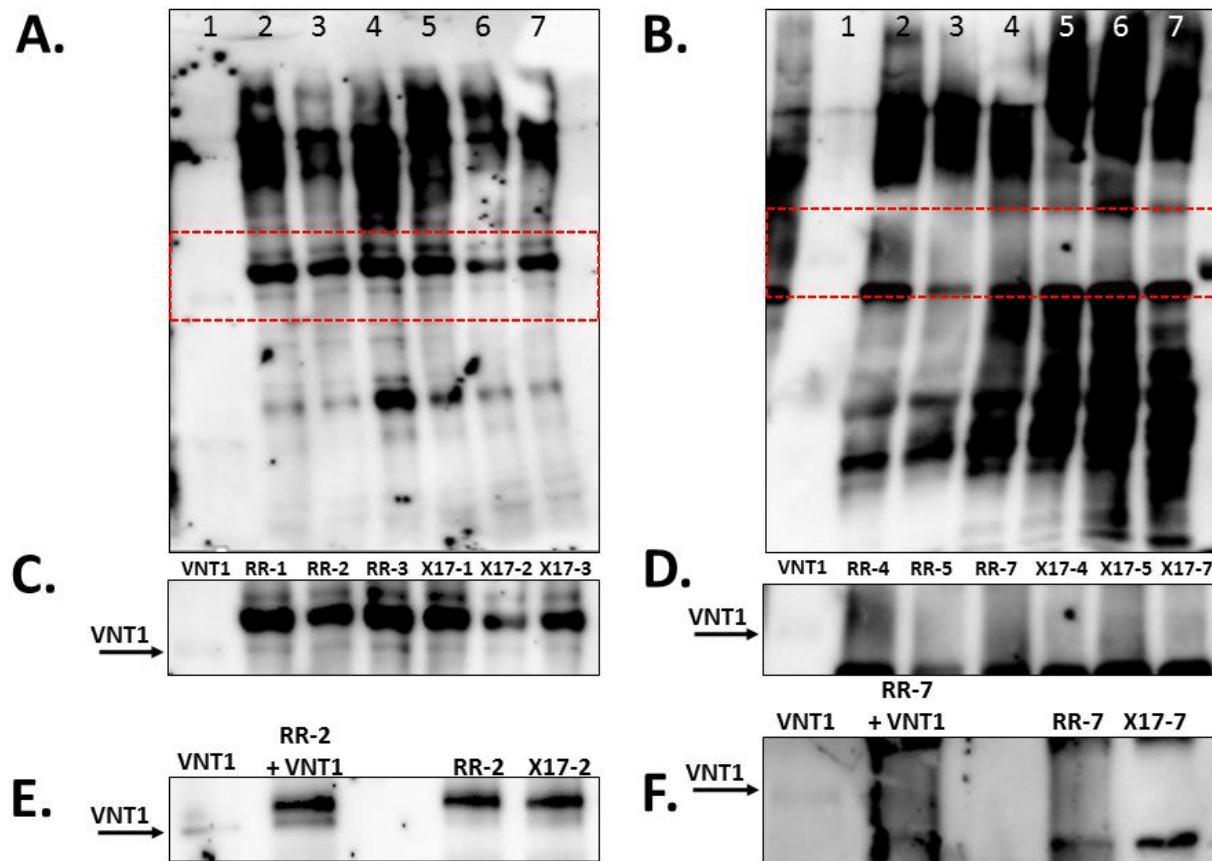 A.
1 2 3 4 5 6 7
B.
1 2 3 4 5 6 7
C.
VNT1 RR-1 RR-2 RR-3 X17-1 X17-2 X17-3
VNT1
D.
VNT1 RR-4 RR-5 RR-7 X17-4 X17-5 X17-7
VNT1
E.
VNT1
RR-2
+ VNT1
RR-2 X17-2
VNT1
F.
VNT1
RR-7
+ VNT1
RR-7 X17-7
VNT1